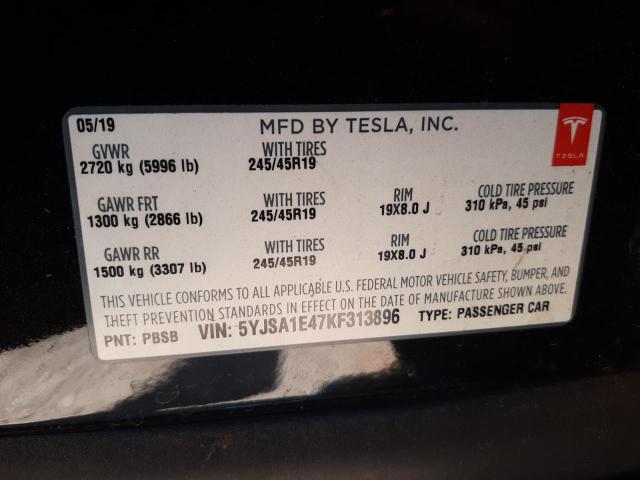 05/19 MFD BY TESLA, INC.
TESLA
GVWR WITH TIRES
2720 kg (5996 lb) 245/45R19
GAWR FRT WITH TIRES RIM COLD TIRE PRESSURE
1300 kg (2866 lb) 245/45R19 19X8.0 J 310 kPa, 45 psi
GAWR RR WITH TIRES RIM COLD TIRE PRESSURE
1500 kg (3307 lb) 245/45R19 19X8.0 J 310 kPa, 45 psi
THIS VEHICLE CONFORMS TO ALL APPLICABLE U.S. FEDERAL MOTOR VEHICLE SAFETY, BUMPER, AND
THEFT PREVENTION STANDARDS IN EFFECT ON THE DATE OF MANUFACTURE SHOWN ABOVE.
PNT: PBSB VIN: 5YJSA1E47KF313896 TYPE: PASSENGER CAR